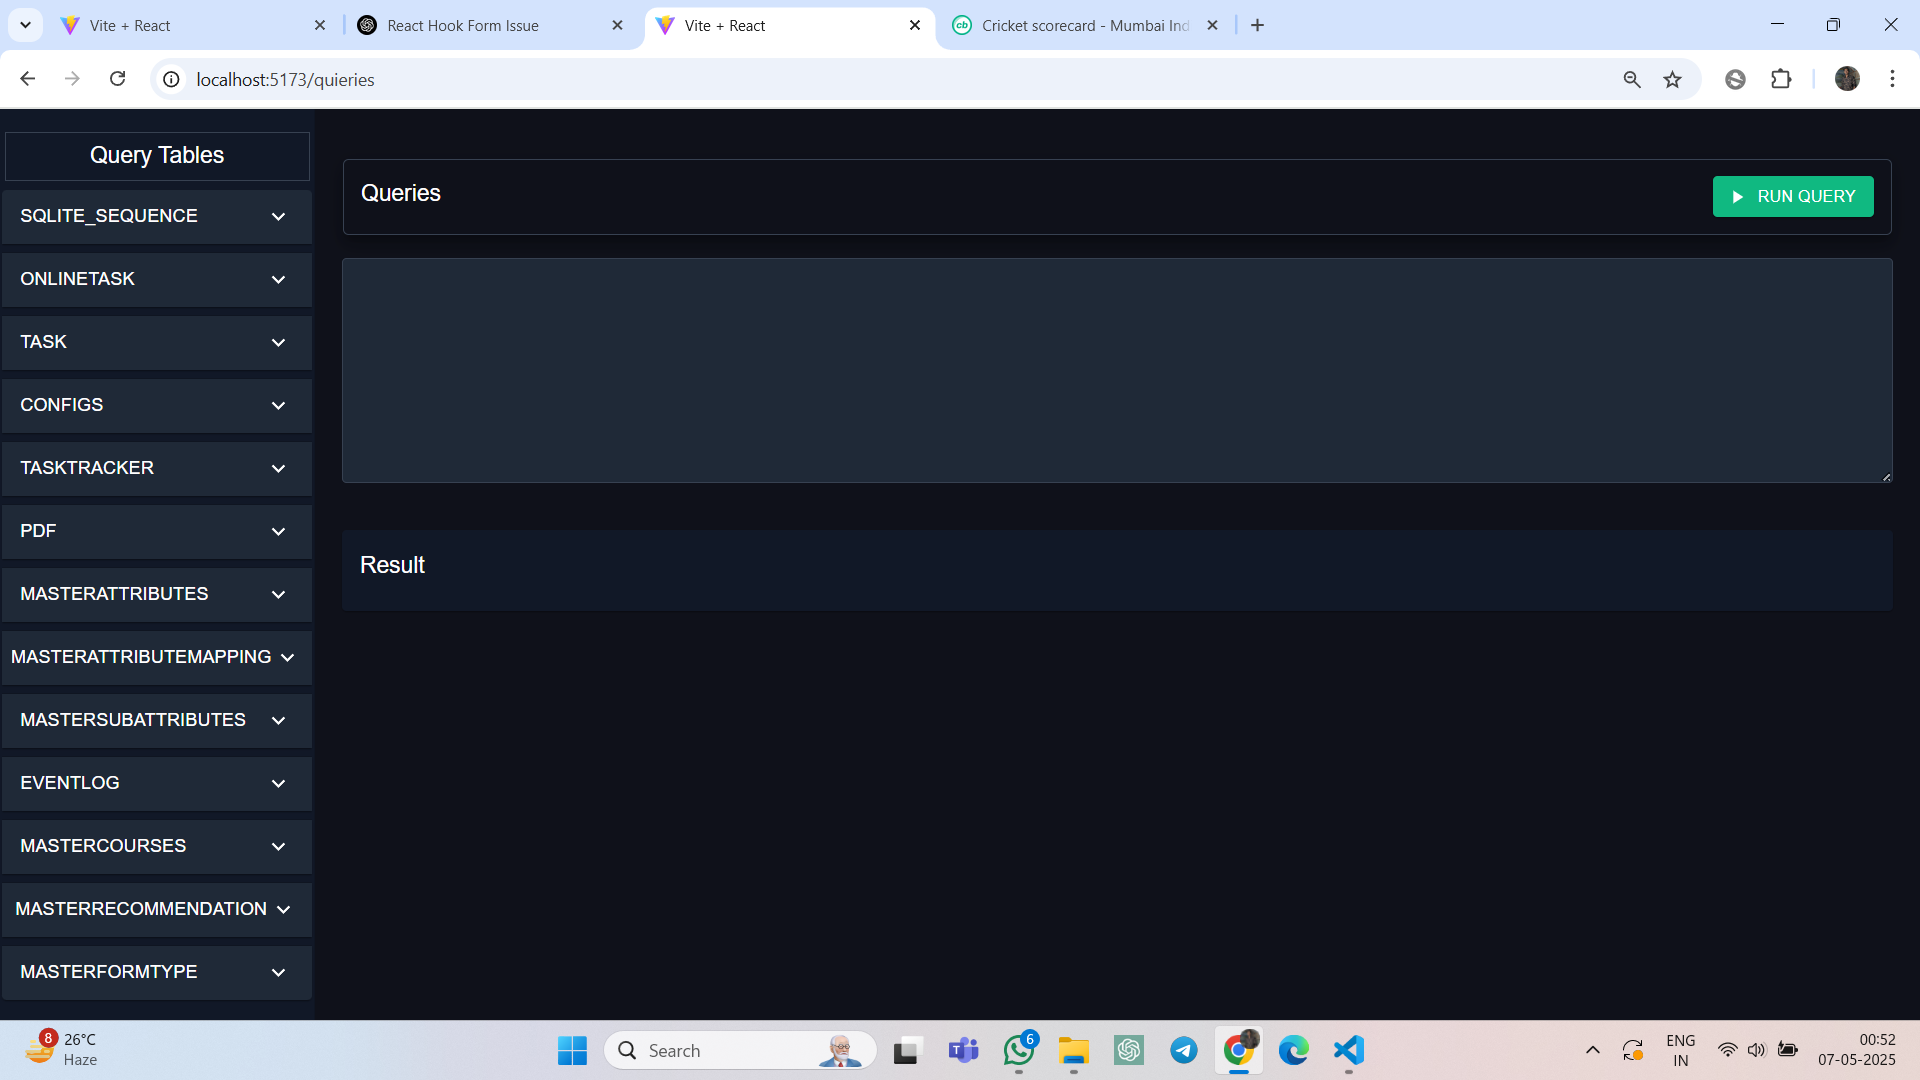 Vite + React
React Hook Form Issue
Vite + React
Cricket scorecard - Mumbai Ind
localhost:5173/quieries
Query Tables
SQLITE_SEQUENCE
ONLINETASK
TASK
CONFIGS
TASKTRACKER
PDF
MASTERATTRIBUTES
MASTERATTRIBUTEMAPPING
MASTERSUBATTRIBUTES
EVENTLOG
MASTERCOURSES
MASTERRECOMMENDATION
MASTERFORMTYPE
Queries
RUN QUERY
Result
8
26°C
Haze
Search
6
ENG
IN
00:52
07-05-2025